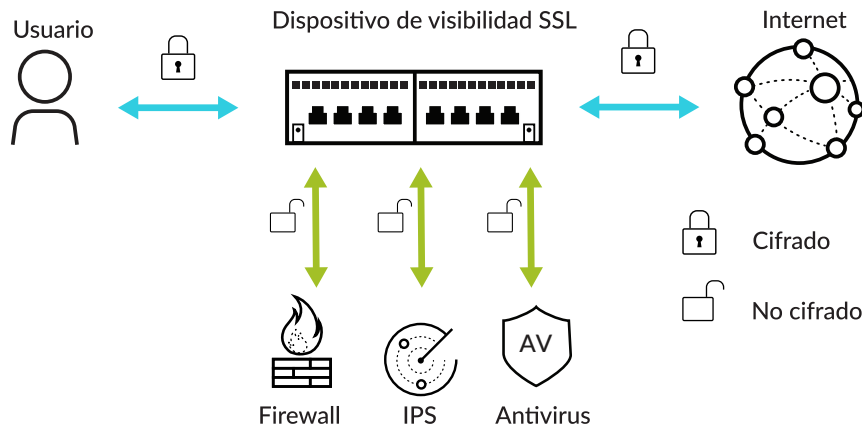 Usuario
Dispositivo de visibilidad SSL
Internet
Cifrado
No cifrado
AV
Firewall
IPS
Antivirus